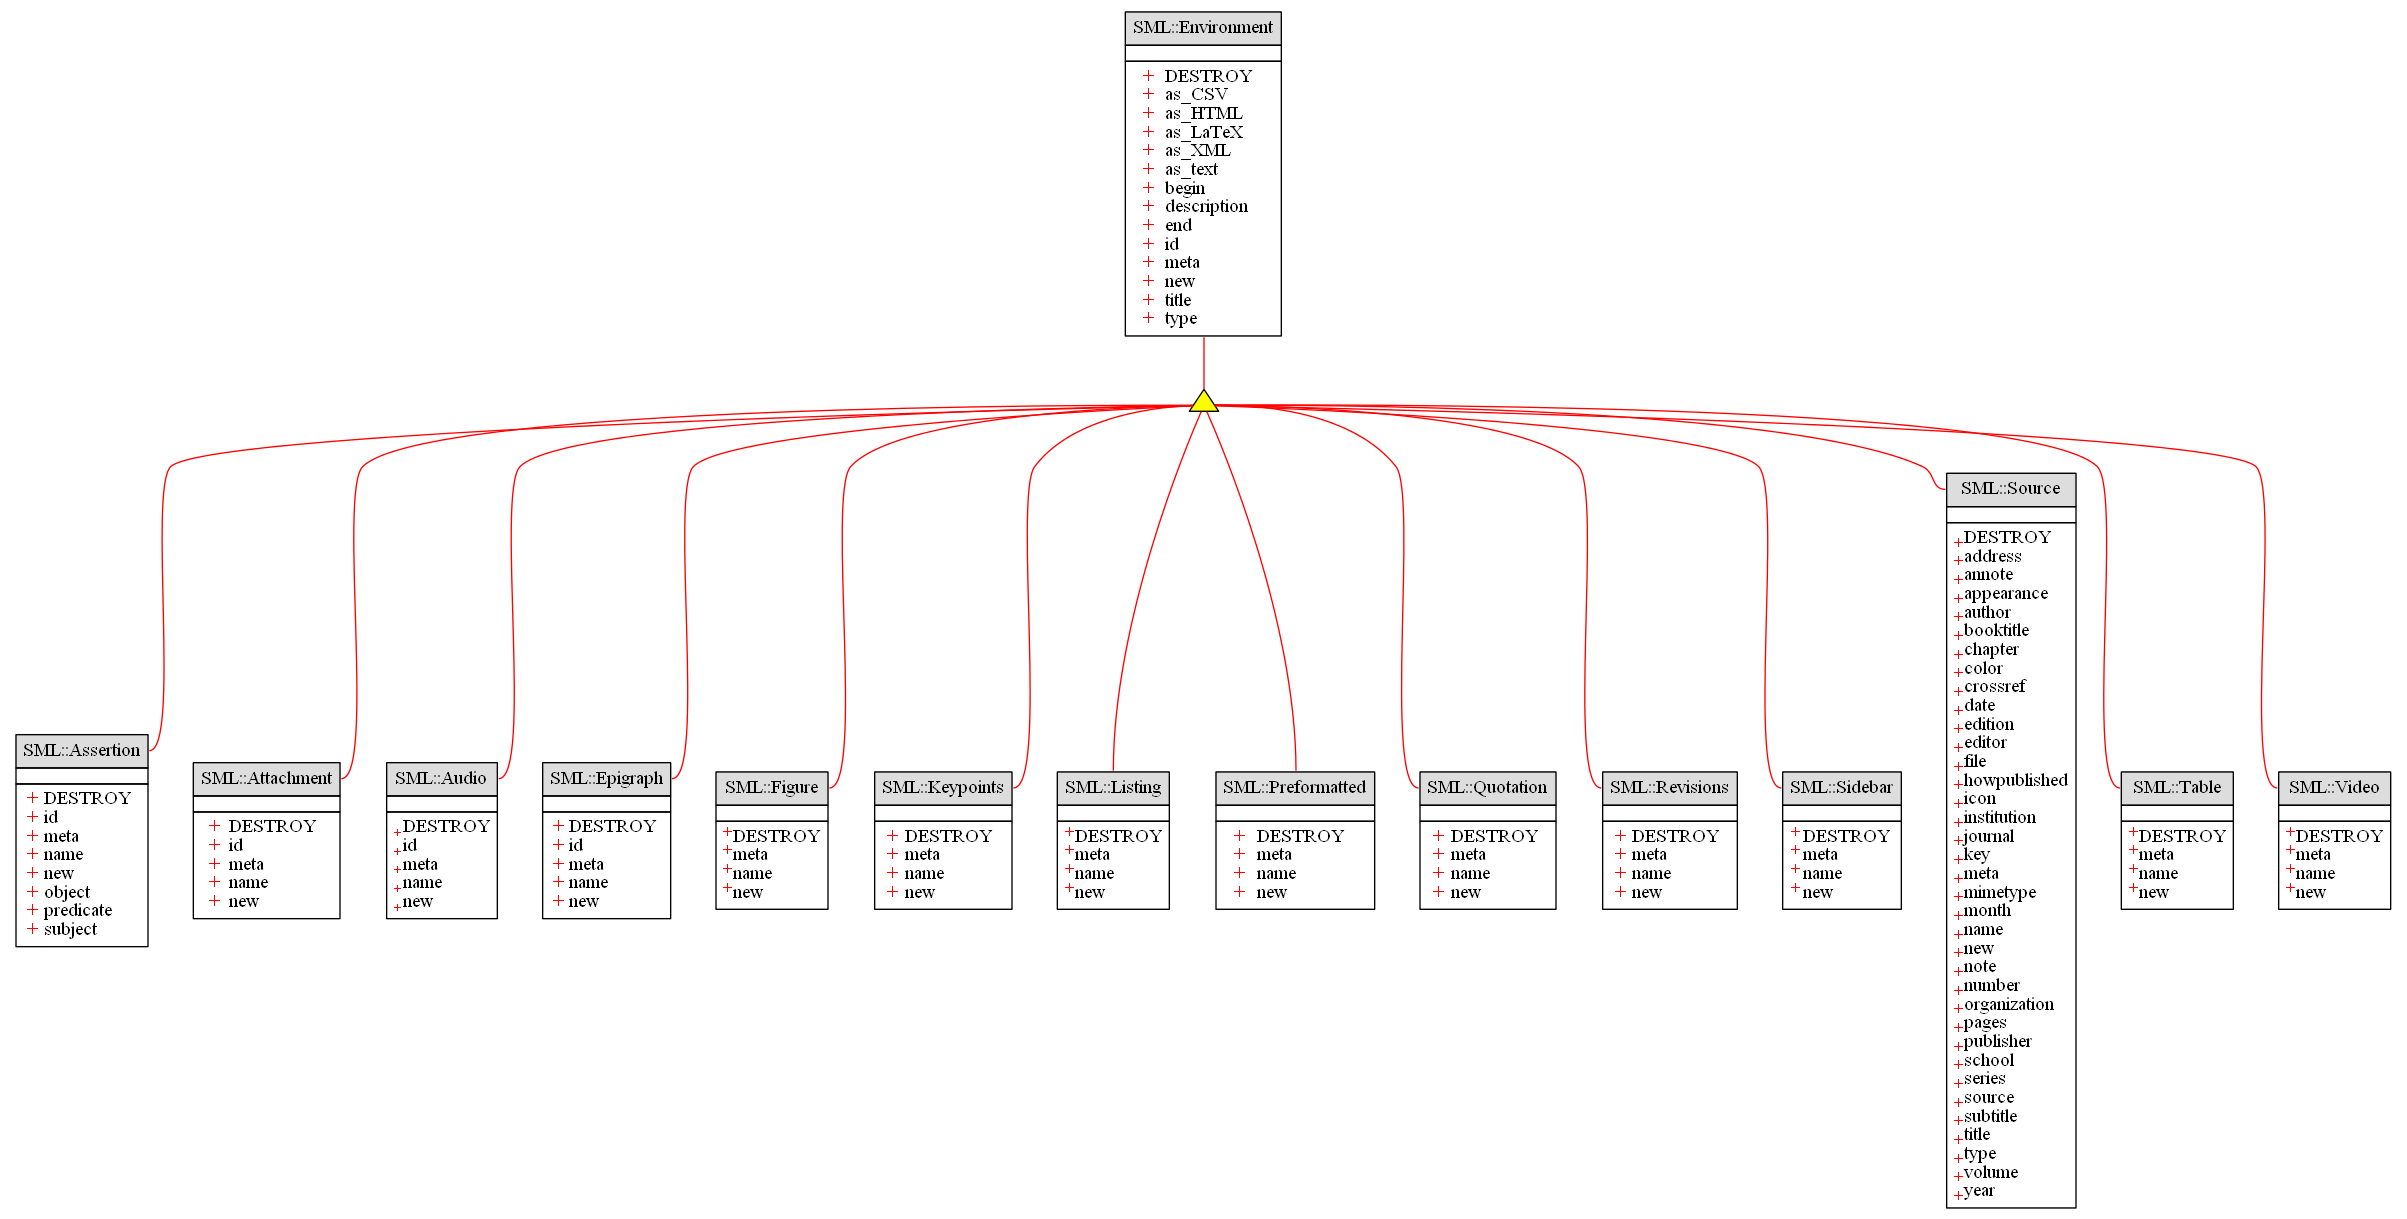 SML::Environment
+ DESTROY
+ as_CSV
+ as_HTML
+ as_LaTeX
+ as_XML
+ as_text
+ begin
+ description
+ end
+ id
+ meta
+ new
+ title
+ type
SML::Assertion
+ DESTROY
+ id
+ meta
+ name
+ new
+ object
+ predicate
+ subject
SML::Attachment
+ DESTROY
+ id
+ meta
+ name
+ new
SML::Audio
+ DESTROY
+ id
+ meta
+ name
+ new
SML::Epigraph
+ DESTROY
+ id
+ meta
+ name
+ new
SML::Figure
+ DESTROY
+ meta
+ name
+ new
SML::Keypoints
+ DESTROY
+ meta
+ name
+ new
SML::Listing
+ DESTROY
+ meta
+ name
+ new
SML::Preformatted
+ DESTROY
+ meta
+ name
+ new
SML::Quotation
+ DESTROY
+ meta
+ name
+ new
SML::Revisions
+ DESTROY
+ meta
+ name
+ new
SML::Sidebar
+ DESTROY
+ meta
+ name
+ new
SML::Source
+ DESTROY
+ address
+ annote
+ appearance
+ author
+ booktitle
+ chapter
+ color
+ crossref
+ date
+ edition
+ editor
+ file
+ howpublished
+ icon
+ institution
+ journal
+ key
+ meta
+ mimetype
+ month
+ name
+ new
+ note
+ number
+ organization
+ pages
+ publisher
+ school
+ series
+ source
+ subtitle
+ title
+ type
+ volume
+ year
SML::Table
+ DESTROY
+ meta
+ name
+ new
SML::Video
+ DESTROY
+ meta
+ name
+ new